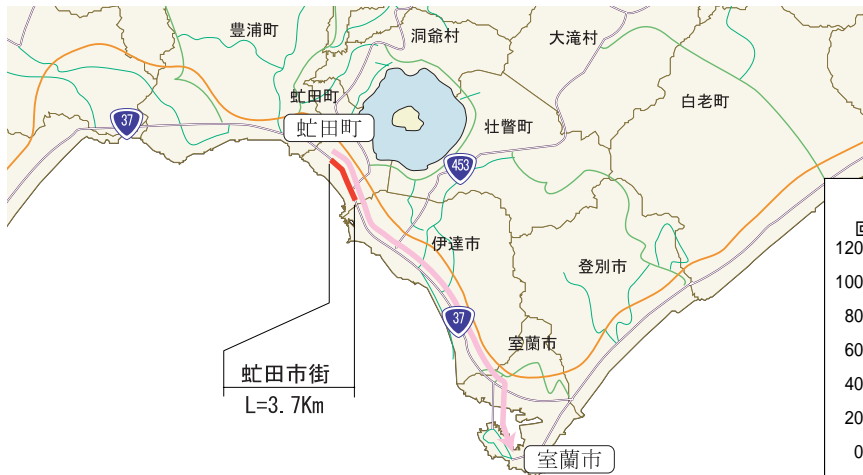 豊浦町
洞爺村
大滝村
虻田町
白老町
37
虻田町
壮瞥町
453
伊達市
登別市
120
100
80
60
40
20
0
37
室蘭市
虻田市街
L=3.7Km
室蘭市